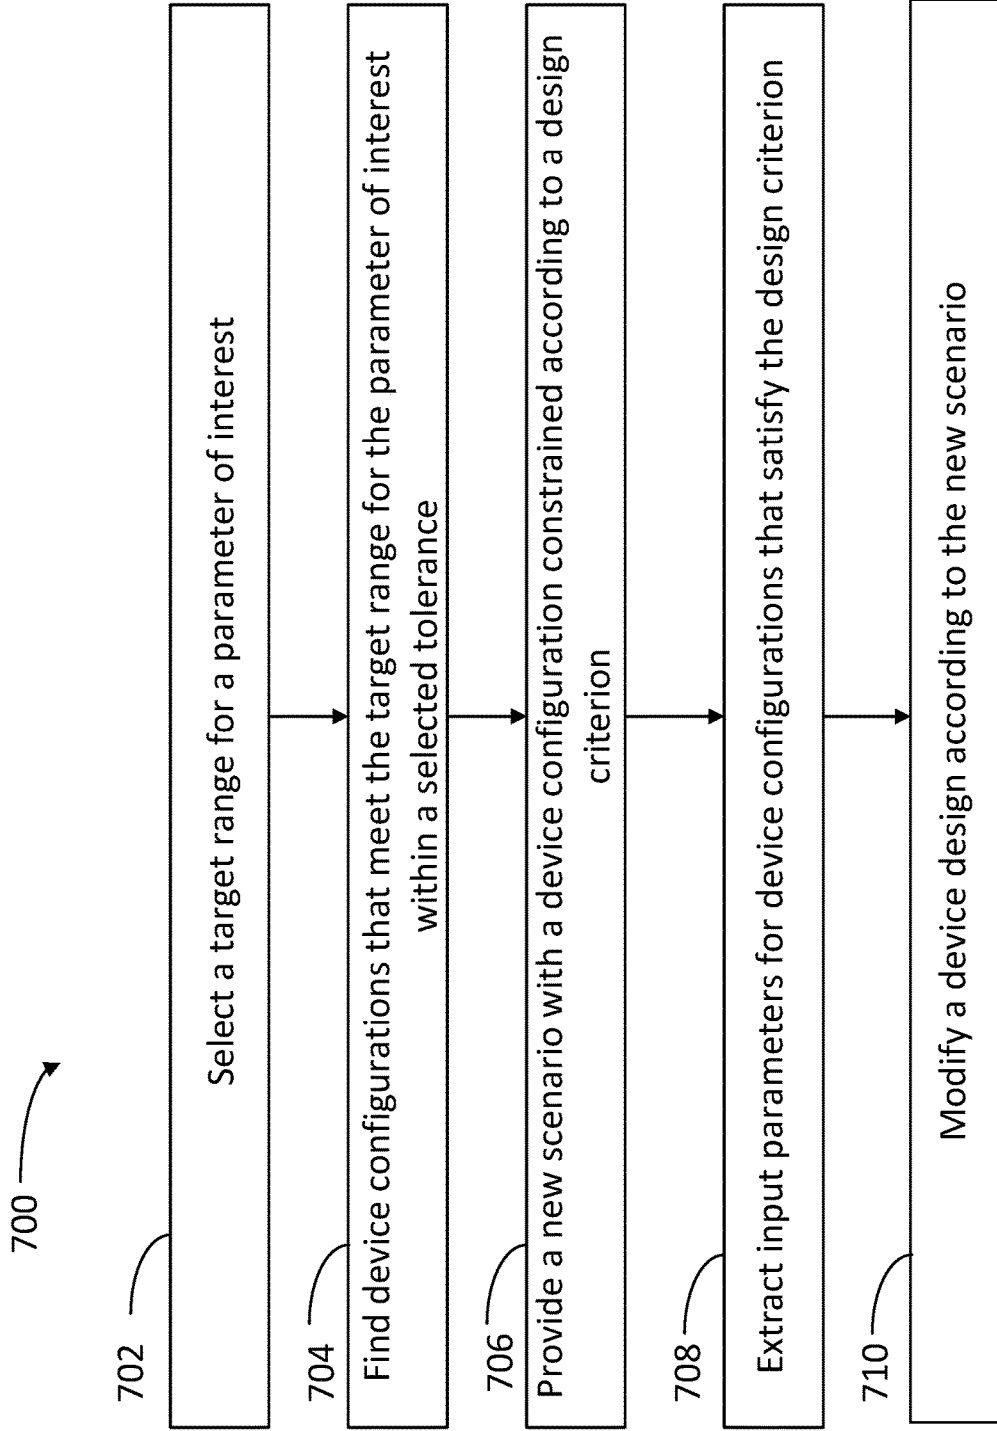 700
702
Select a target range for a parameter of interest
704
Find device configurations that meet the target range for the parameter of interest
within a selected tolerance
706
Provide a new scenario with a device configuration constrained according to a design
criterion
708
Extract input parameters for device configurations that satisfy the design criterion
710
Modify a device design according to the new scenario